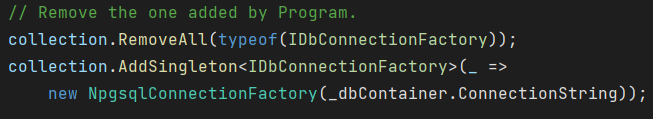 // Remove the one added by Program.
collection.RemoveAll(typeof(IDbConnectionFactory));
collection.AddSingleton<IDbConnectionFactory>(_ =>
    new NpgsqlConnectionFactory(_dbContainer.ConnectionString));